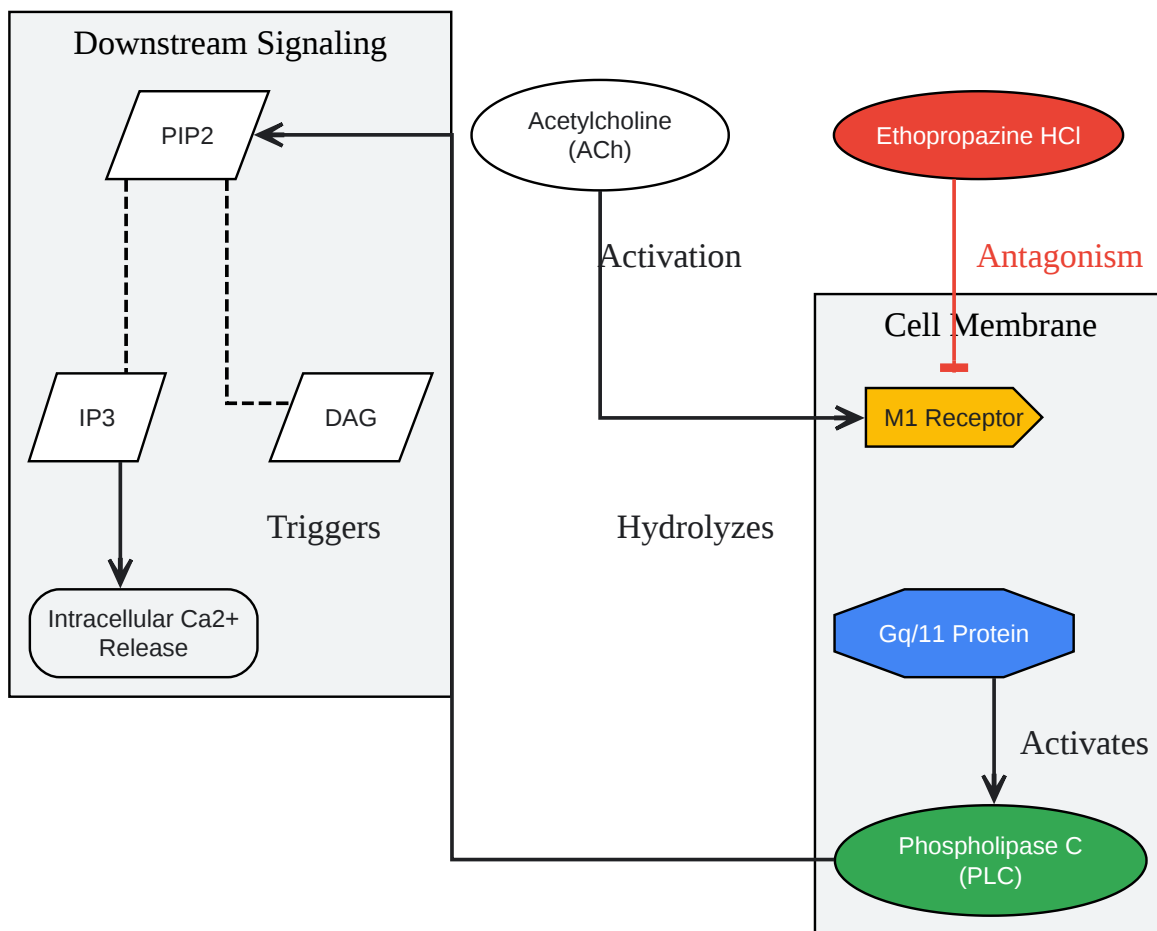 Downstream Signaling
PIP2
Acetylcholine
(ACh)
Ethopropazine HCl
Activation
Antagonism
Cell Membrane
IP3
DAG
M1 Receptor
Triggers
Hydrolyzes
Intracellular Ca2+
Release
Gq/11 Protein
Activates
Phospholipase C
(PLC)